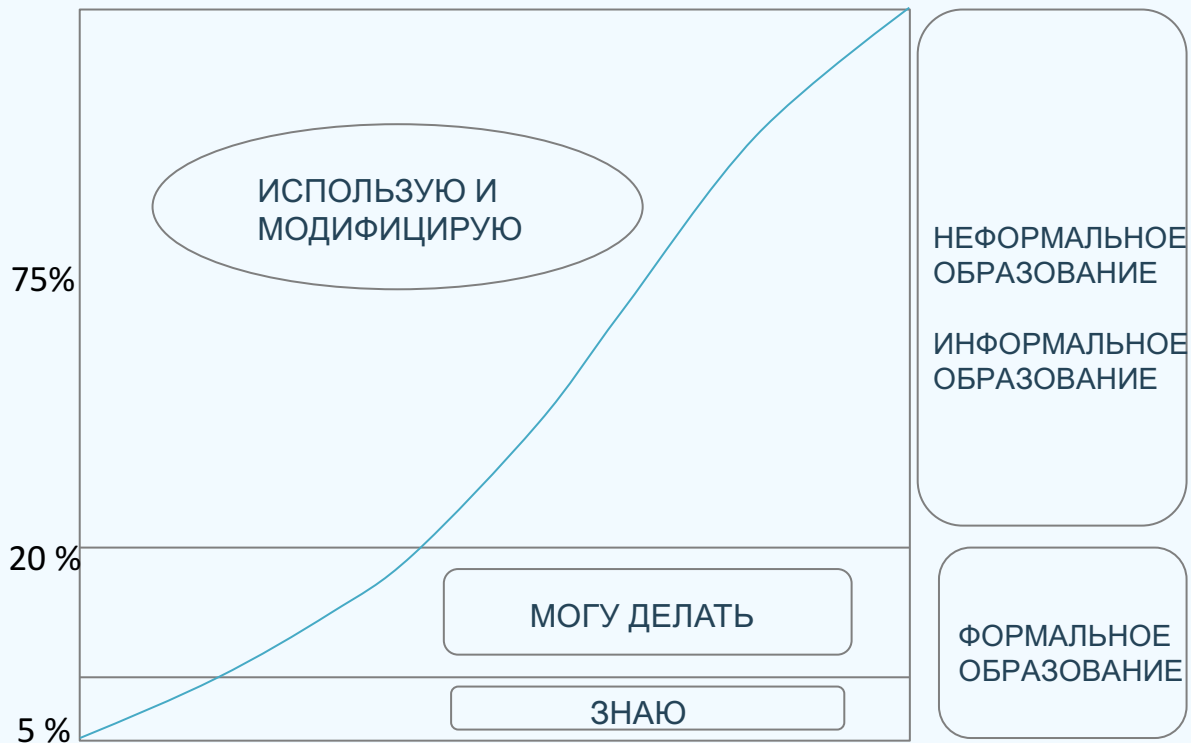 ИСПОЛЬЗУЮ И
МОДИФИЦИРУЮ
75%
НЕФОРМАЛЬНОЕ
ОБРАЗОВАНИЕ
ИНФОРМАЛЬНОЕ
ОБРАЗОВАНИЕ
20 %
МОГУ ДЕЛАТЬ
ФОРМАЛЬНОЕ
ОБРАЗОВАНИЕ
ЗНАЮ
5 %